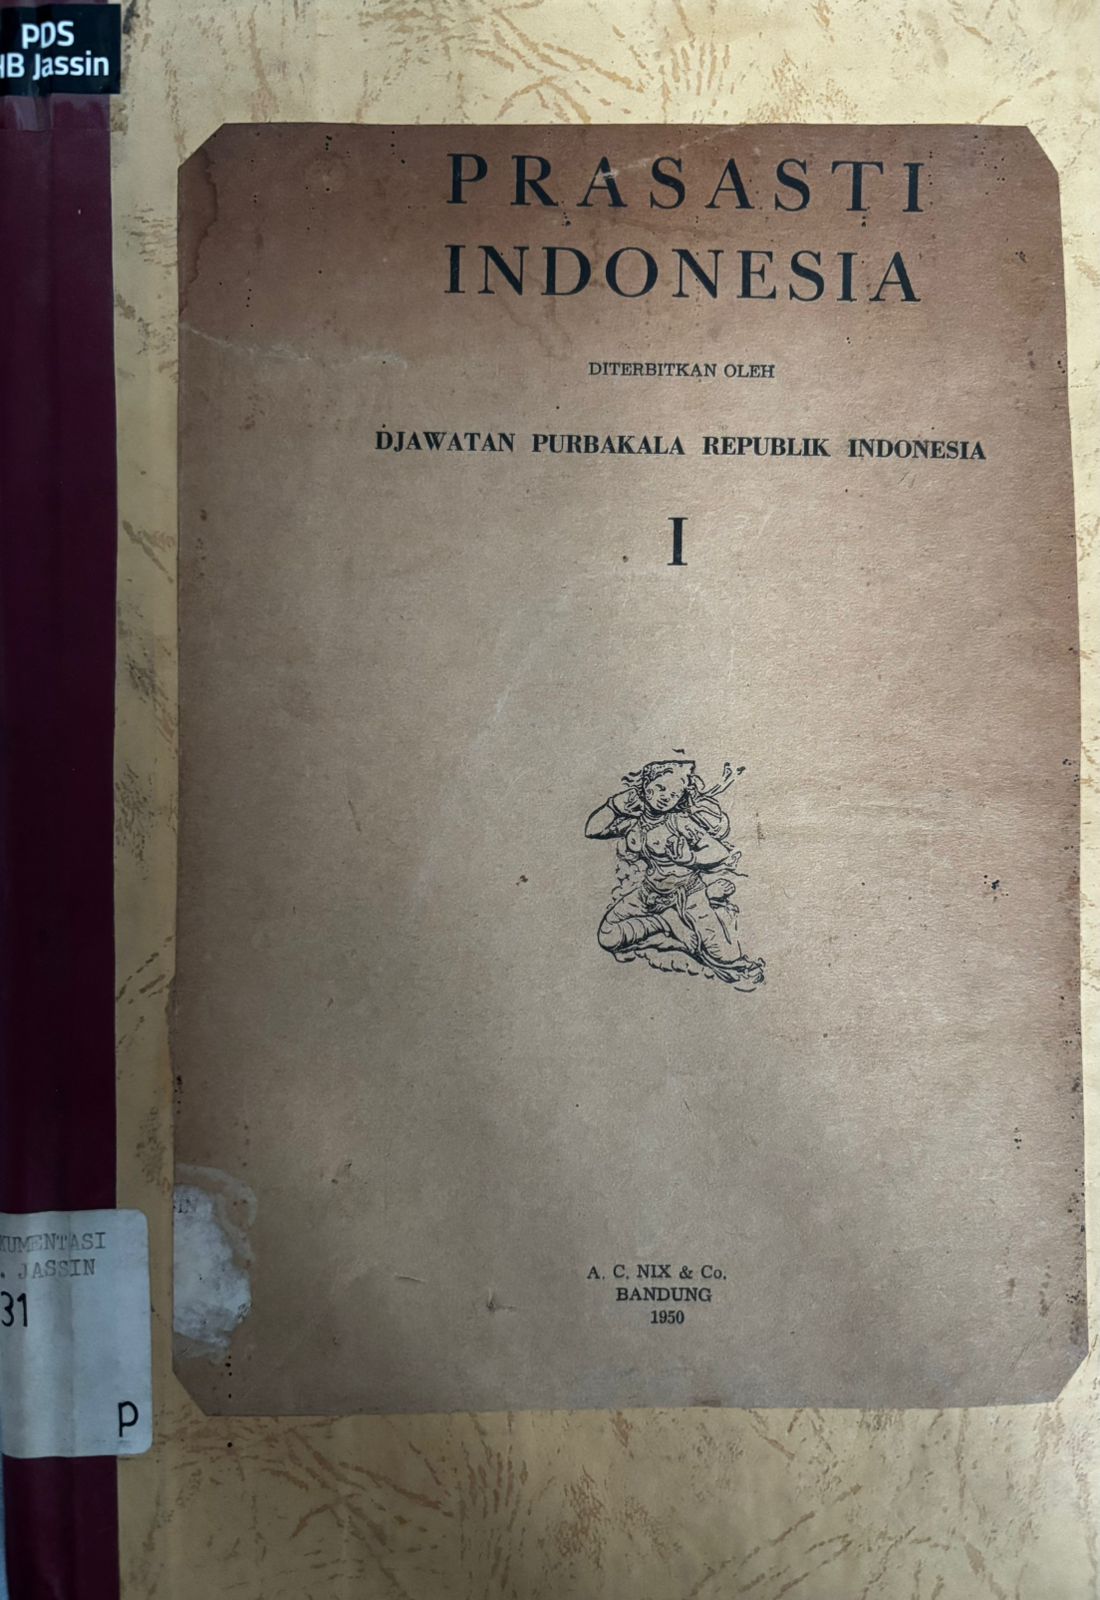 PDS
HB Jassin
PRASASTI
INDONESIA
DITERBITKAN OLEH
DJAWATAN PURBAKALA REPUBLIK INDONESIA
I
A. C. NIX & Co.
BANDUNG
1950
KUMENTASI
. JASSIN
31
P